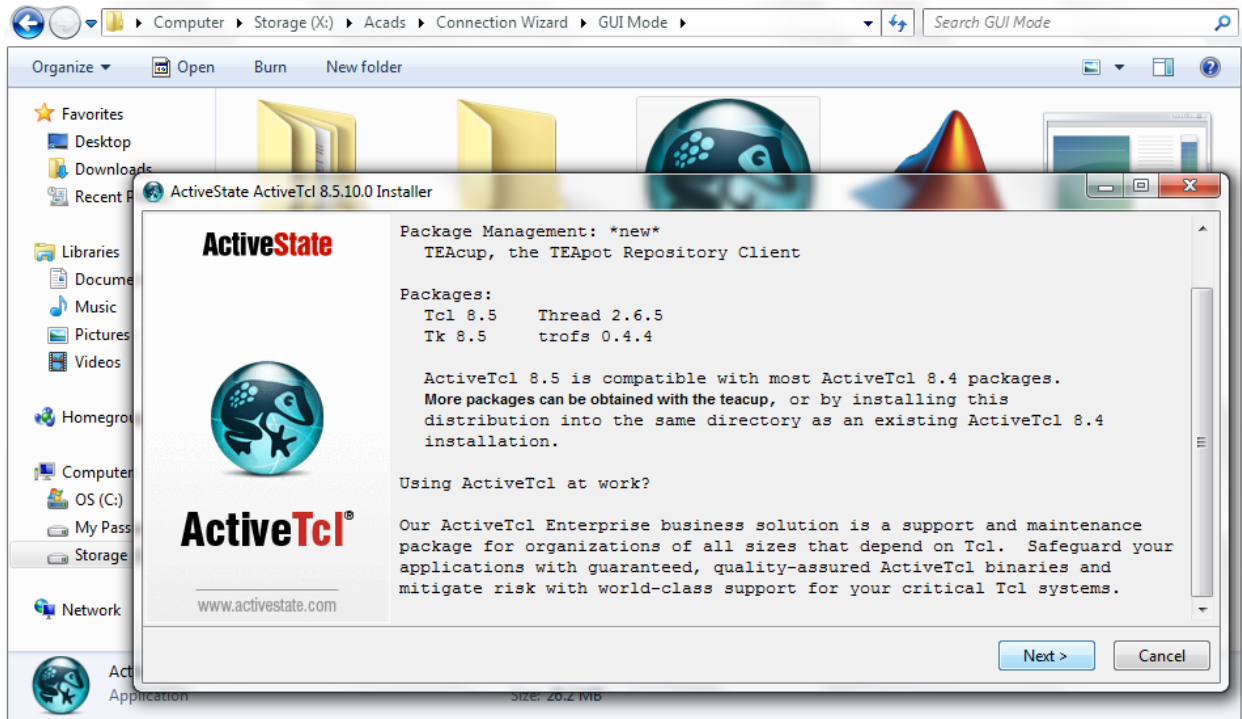 Computer ▸ Storage (X:) ▸ Acads ▸ Connection Wizard ▸ GUI Mode ▸
Search GUI Mode
Organize ▾ Open Burn New folder
Favorites
Desktop
Downloads
Recent P
Libraries
Docume
Music
Pictures
Videos
Homegrou
Computer
OS (C:)
My Pass
Storage
Network
ActiveState ActiveTcl 8.5.10.0 Installer
ActiveState
ActiveTcl®
www.activestate.com
Package Management: *new*
TEAcup, the TEApot Repository Client
Packages:
Tcl 8.5 Thread 2.6.5
Tk 8.5 trofs 0.4.4
ActiveTcl 8.5 is compatible with most ActiveTcl 8.4 packages.
More packages can be obtained with the teacup, or by installing this
distribution into the same directory as an existing ActiveTcl 8.4
installation.
Using ActiveTcl at work?
Our ActiveTcl Enterprise business solution is a support and maintenance
package for organizations of all sizes that depend on Tcl. Safeguard your
applications with guaranteed, quality-assured ActiveTcl binaries and
mitigate risk with world-class support for your critical Tcl systems.
Next > Cancel
Act
Application Size: 26.2 MB